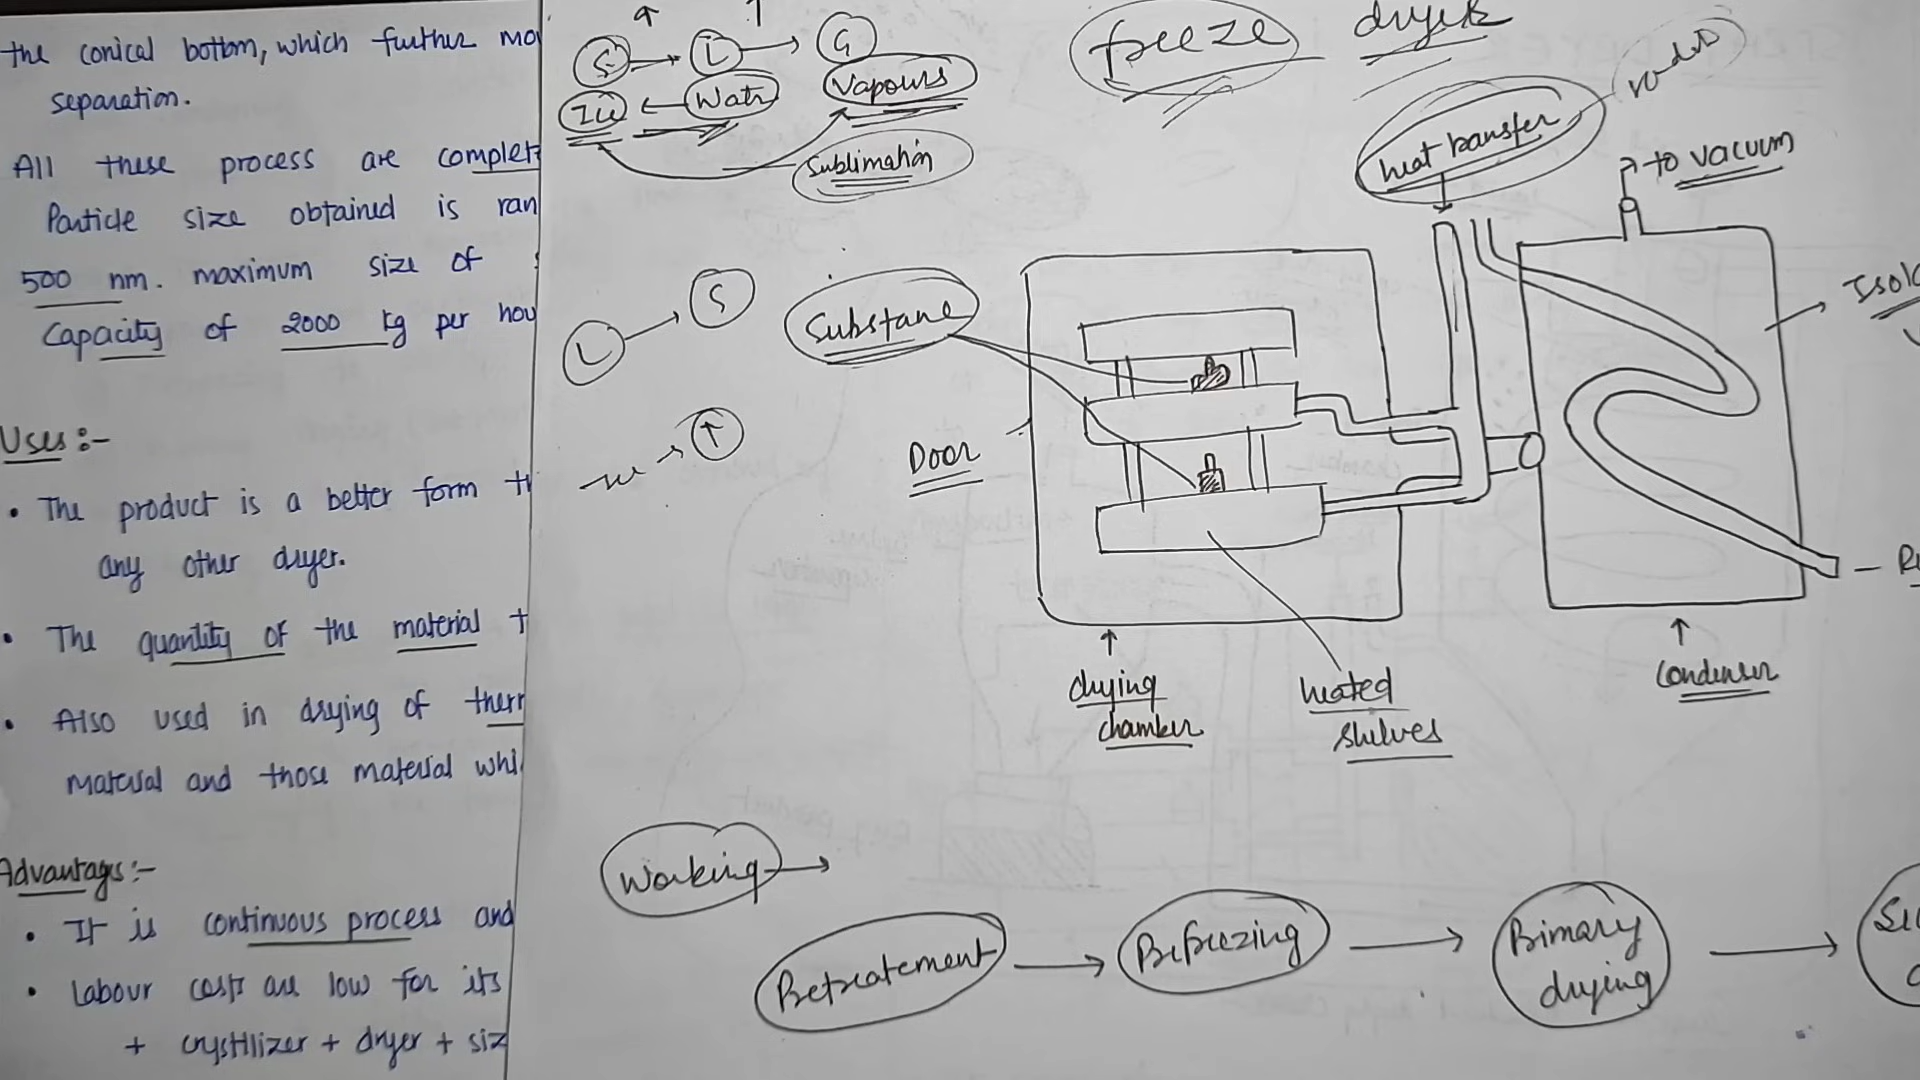 the conical bottom, which further mo
separation.
All these process are complet
Particle size obtained is ran
500 nm. maximum size of
Capacity of 2000 kg per hou
Uses :-
• The product is a better form th
any other dryer.
• The quantity of the material t
• Also used in drying of ther
material and those material whi
Advantags :-
• It is continuous process and
• Labour costs are low for its
+ crystllizer + dryer + siz
S → L → G
Ice ← Watr Vapours
Sublimation
freeze dryer
heat transfer
→ to vacuum
L → S
Substane
Door
drying
chamber
heated
shelves
↑
Condenser
Working →
Pretreatement → Prefreezing → Primary
drying →